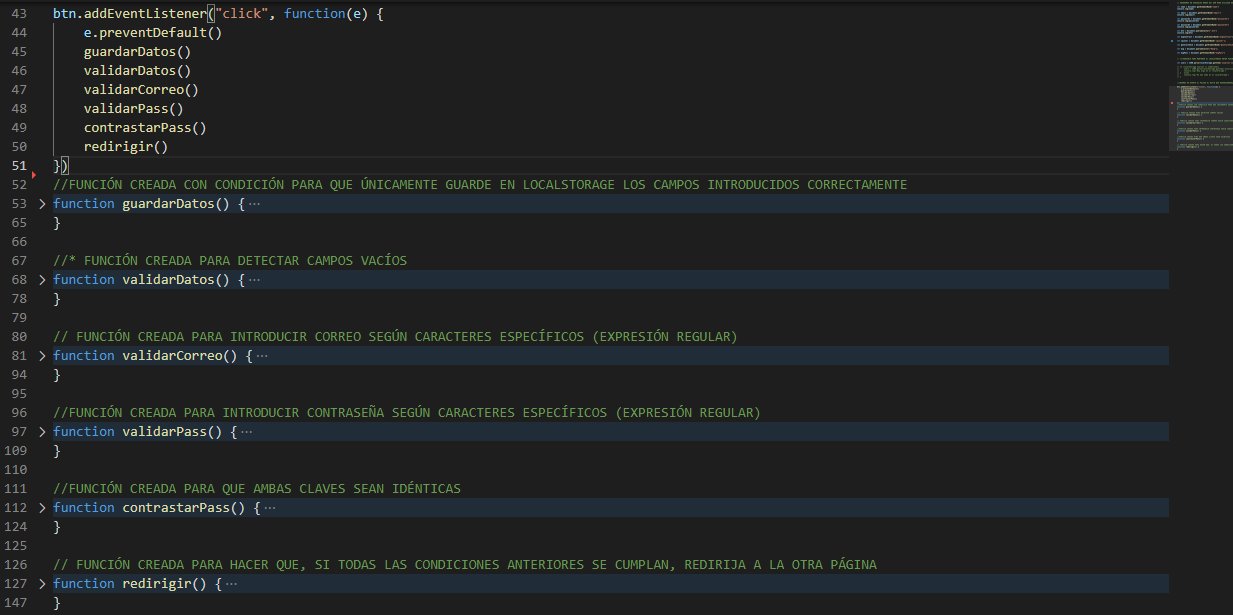 43 btn.addEventListener("click", function(e) {
44 e.preventDefault()
45 guardarDatos()
46 validarDatos()
47 validarCorreo()
48 validarPass()
49 contrastarPass()
50 redirigir()
51 })
52 //FUNCIÓN CREADA CON CONDICIÓN PARA QUE ÚNICAMENTE GUARDE EN LOCALSTORAGE LOS CAMPOS INTRODUCIDOS CORRECTAMENTE
53 > function guardarDatos() { ···
65 }
66
67 //* FUNCIÓN CREADA PARA DETECTAR CAMPOS VACÍOS
68 > function validarDatos() { ···
78 }
79
80 // FUNCIÓN CREADA PARA INTRODUCIR CORREO SEGÚN CARACTERES ESPECÍFICOS (EXPRESIÓN REGULAR)
81 > function validarCorreo() { ···
94 }
95
96 //FUNCIÓN CREADA PARA INTRODUCIR CONTRASEÑA SEGÚN CARACTERES ESPECÍFICOS (EXPRESIÓN REGULAR)
97 > function validarPass() { ···
109 }
110
111 //FUNCIÓN CREADA PARA QUE AMBAS CLAVES SEAN IDÉNTICAS
112 > function contrastarPass() { ···
124 }
125
126 // FUNCIÓN CREADA PARA HACER QUE, SI TODAS LAS CONDICIONES ANTERIORES SE CUMPLAN, REDIRIJA A LA OTRA PÁGINA
127 > function redirigir() { ···
147 }